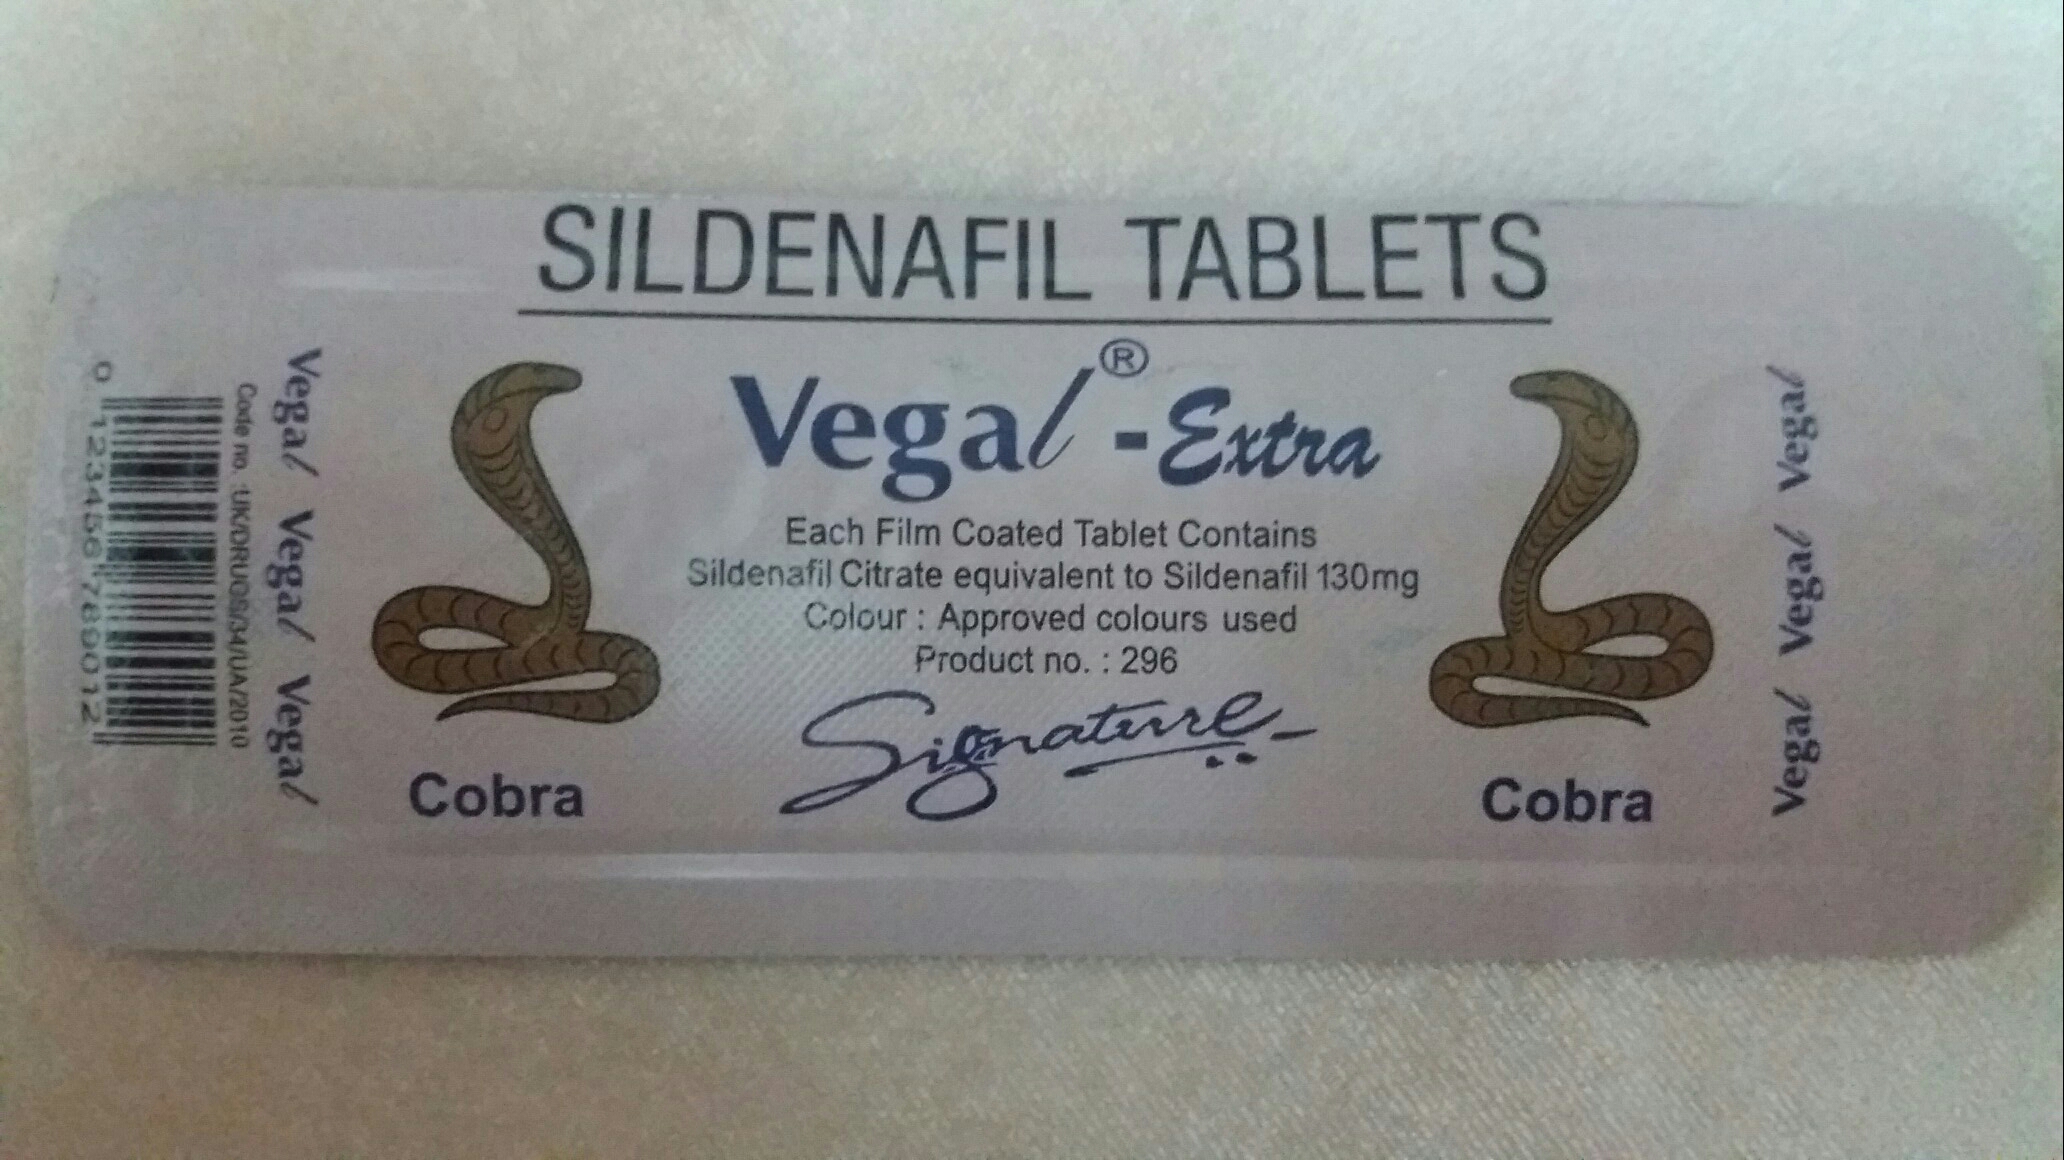 SILDENAFIL TABLETS
Vegal®-Extra
Each Film Coated Tablet Contains
Sildenafil Citrate equivalent to Sildenafil 130mg
Colour : Approved colours used
Product no. : 296
Signature
Cobra
Cobra
Vegal Vegal Vegal
Code no. :UK/DRUGS/34/UA/2010
0 123456 789012
Vegal Vegal Vegal